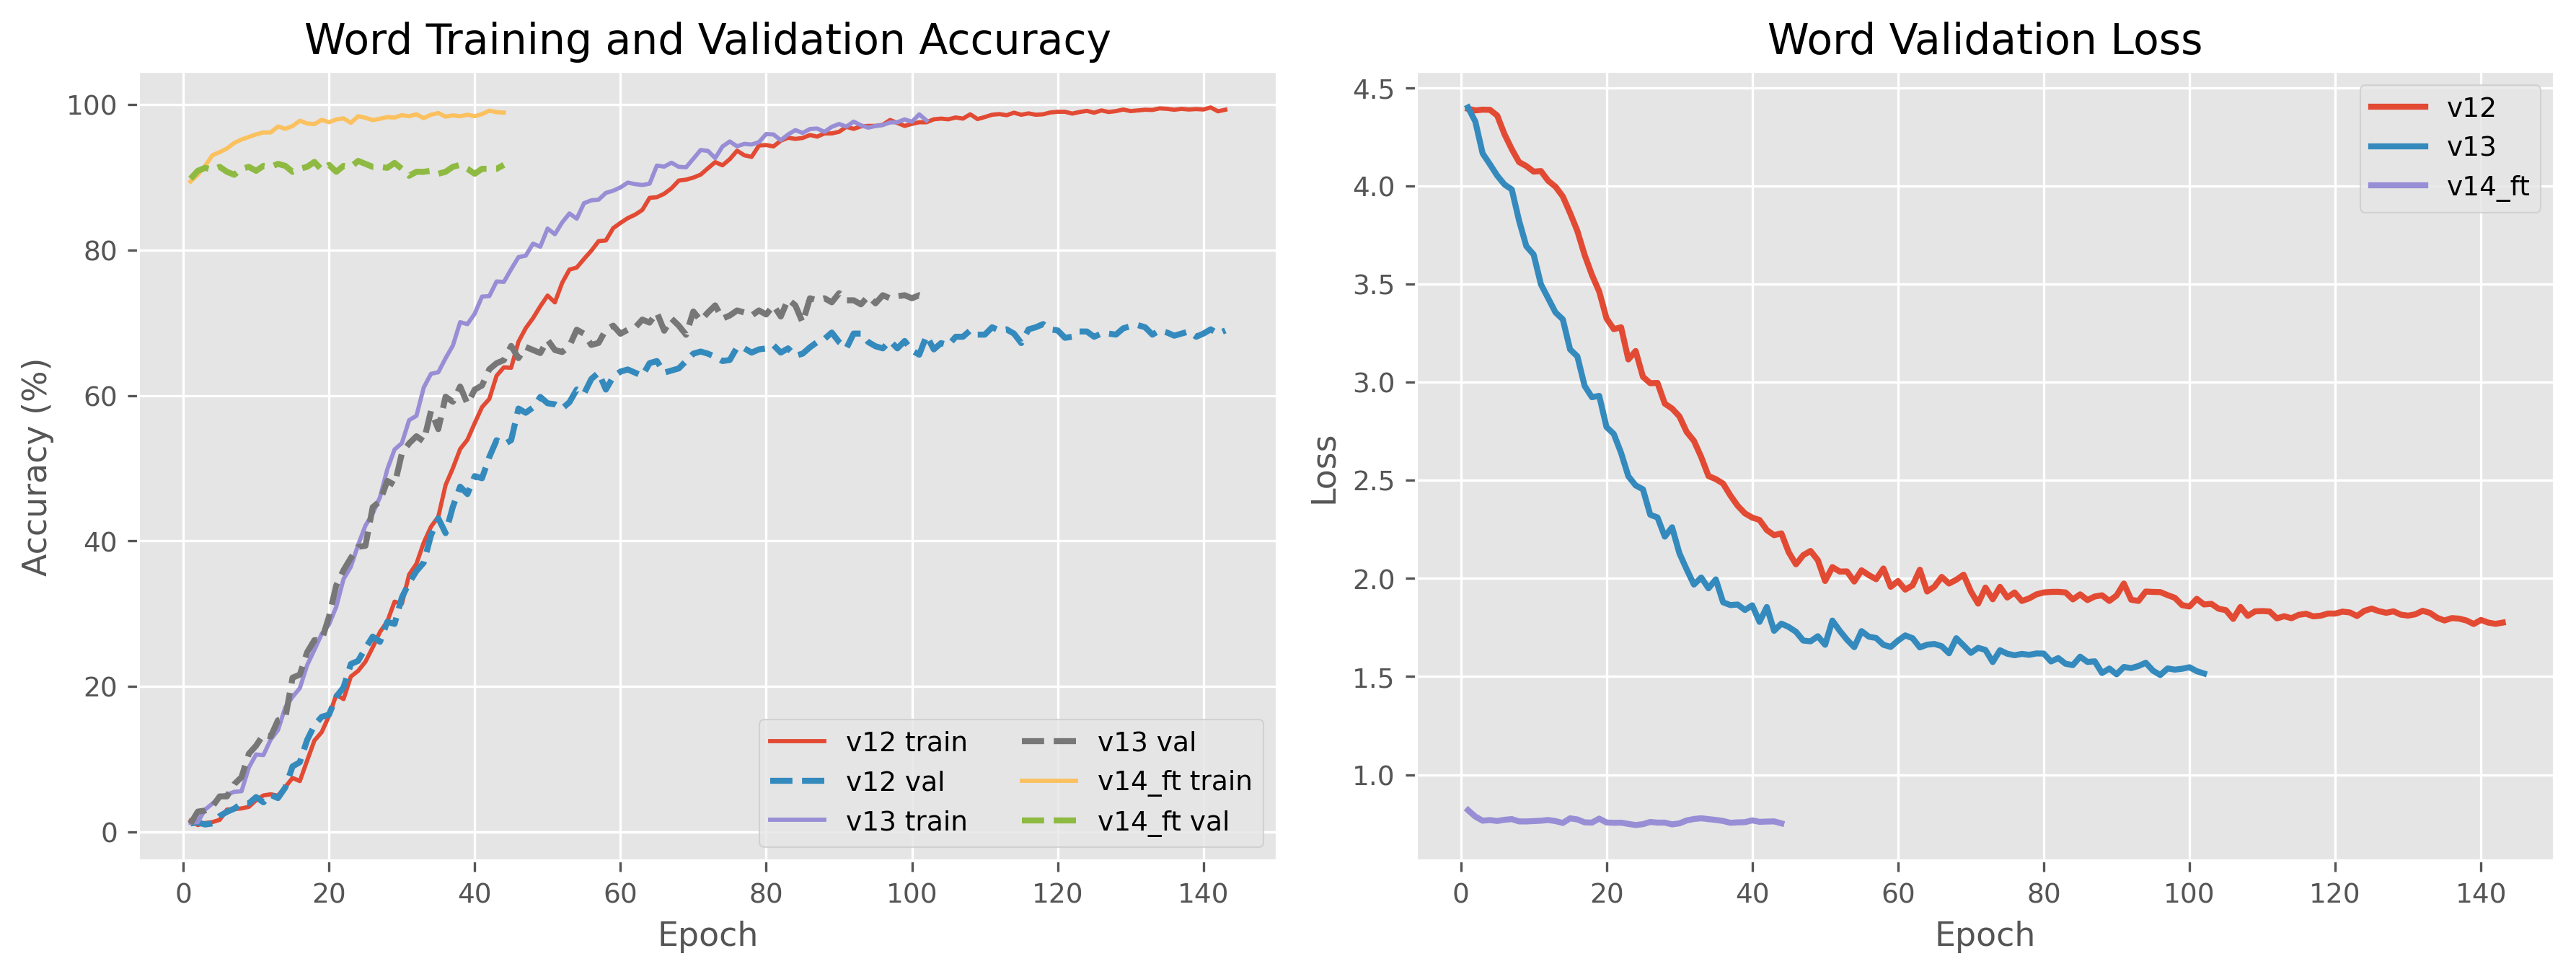 Word Training and Validation Accuracy
100
80
60
40
20
0
Accuracy (%)
0 20 40 60 80 100 120 140
Epoch
v12 train
v12 val
v13 train
v13 val
v14_ft train
v14_ft val
Word Validation Loss
4.5
4.0
3.5
3.0
2.5
2.0
1.5
1.0
Loss
0 20 40 60 80 100 120 140
Epoch
v12
v13
v14_ft